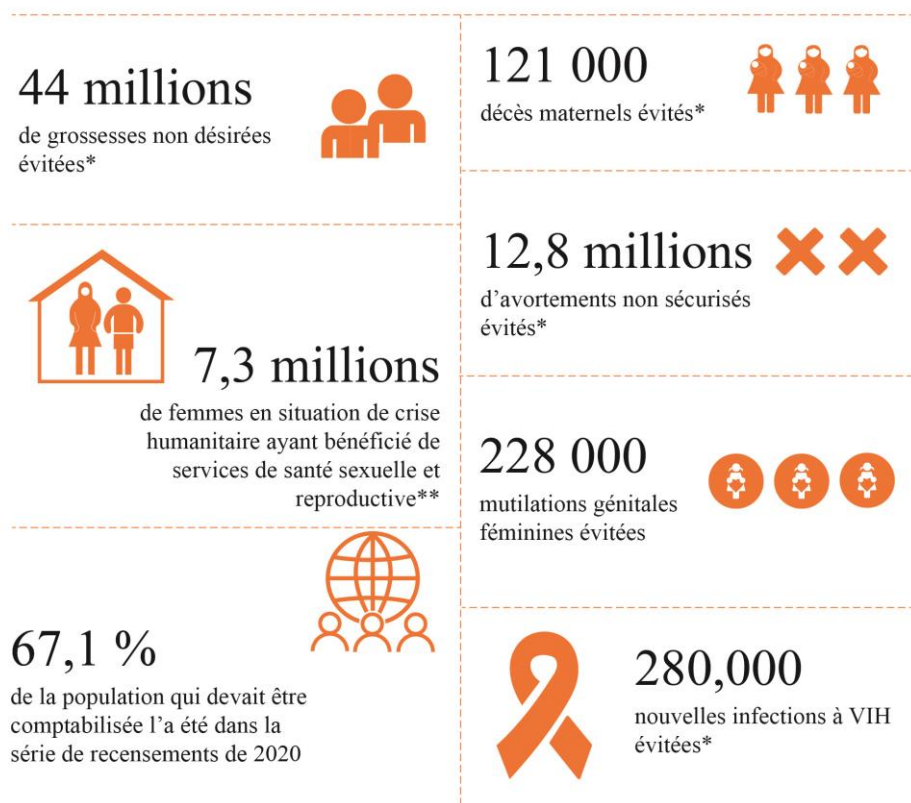 44 millions
de grossesses non désirées
évitées*
7,3 millions
de femmes en situation de crise
humanitaire ayant bénéficié de
services de santé sexuelle et
reproductive**
67,1 %
de la population qui devait être
comptabilisée l’a été dans la
série de recensements de 2020
121 000
décès maternels évités*
12,8 millions
d’avortements non sécurisés
évités*
228 000
mutilations génitales
féminines évitées
280,000
nouvelles infections à VIH
évitées*